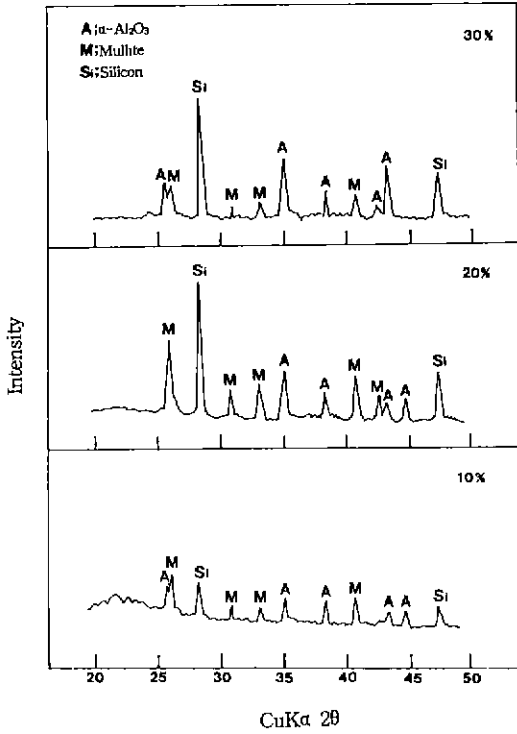 A;α-Al₂O₃
M;Mullite
Si;Silicon
30%
A M Si M M A A M A A Si
20%
M Si M M A A M M A A Si
10%
A M Si M M A A M A A Si
Intensity
20 25 30 35 40 45 50
CuKα 2θ